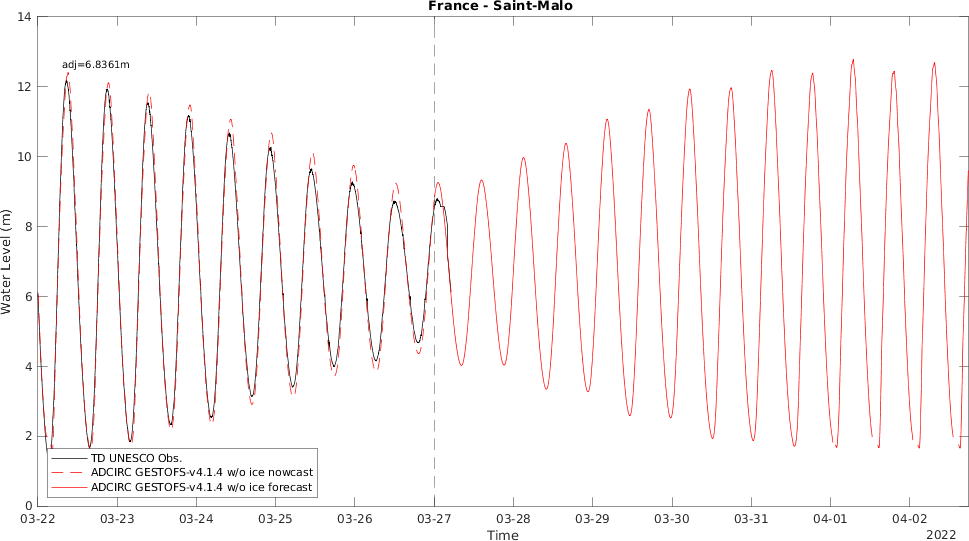 France - Saint-Malo
adj=6.8361m
Water Level (m)
14
12
10
8
6
4
2
0
TD UNESCO Obs.
ADCIRC GESTOFS-v4.1.4 w/o ice nowcast
ADCIRC GESTOFS-v4.1.4 w/o ice forecast
03-22 03-23 03-24 03-25 03-26 03-27 03-28 03-29 03-30 03-31 04-01 04-02
Time
2022